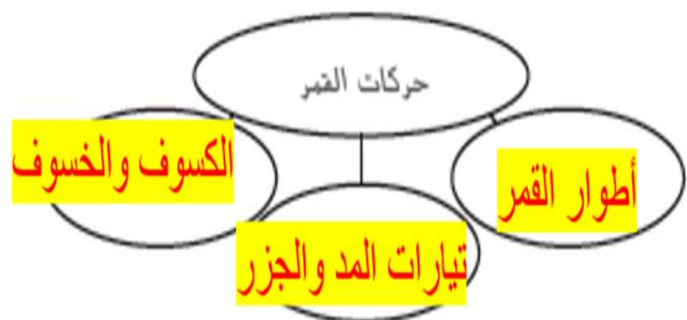 حركات القمر
أطوار القمر
تيارات المد والجزر
الكسوف والخسوف